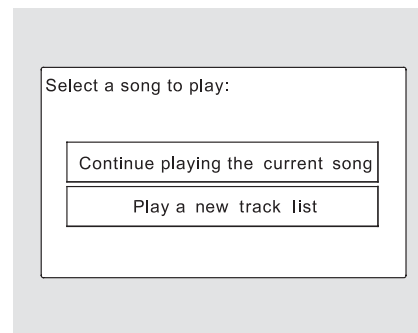 Select a song to play:
Continue playing the current song
Play a new track list